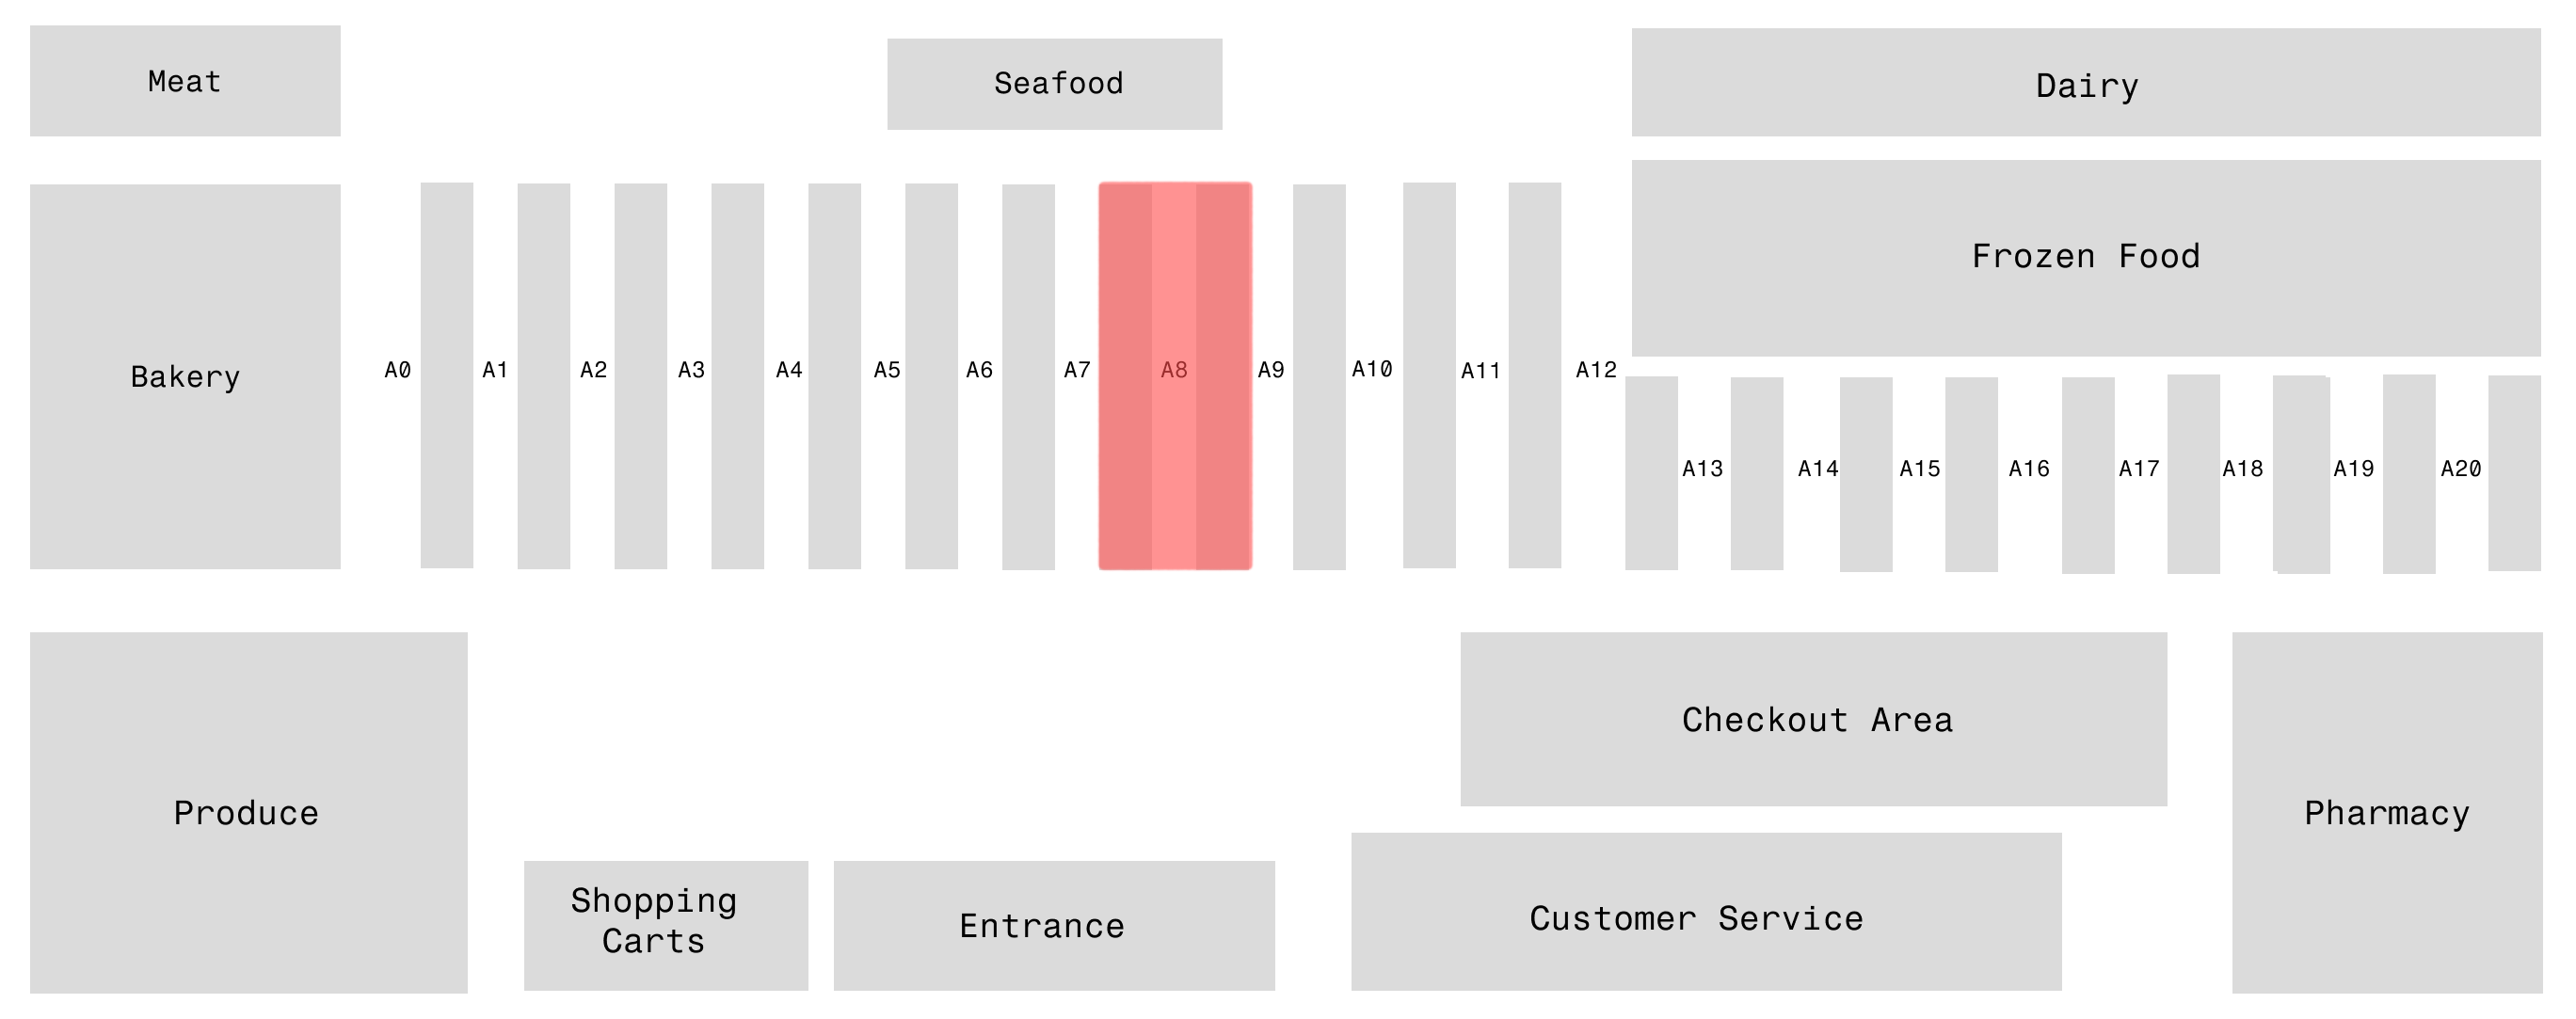 Meat
Seafood
Dairy
Frozen Food
Bakery
A0
A1
A2
A3
A4
A5
A6
A7
A8
A9
A10
A11
A12
A13
A14
A15
A16
A17
A18
A19
A20
Produce
Checkout Area
Pharmacy
Shopping
Carts
Entrance
Customer Service